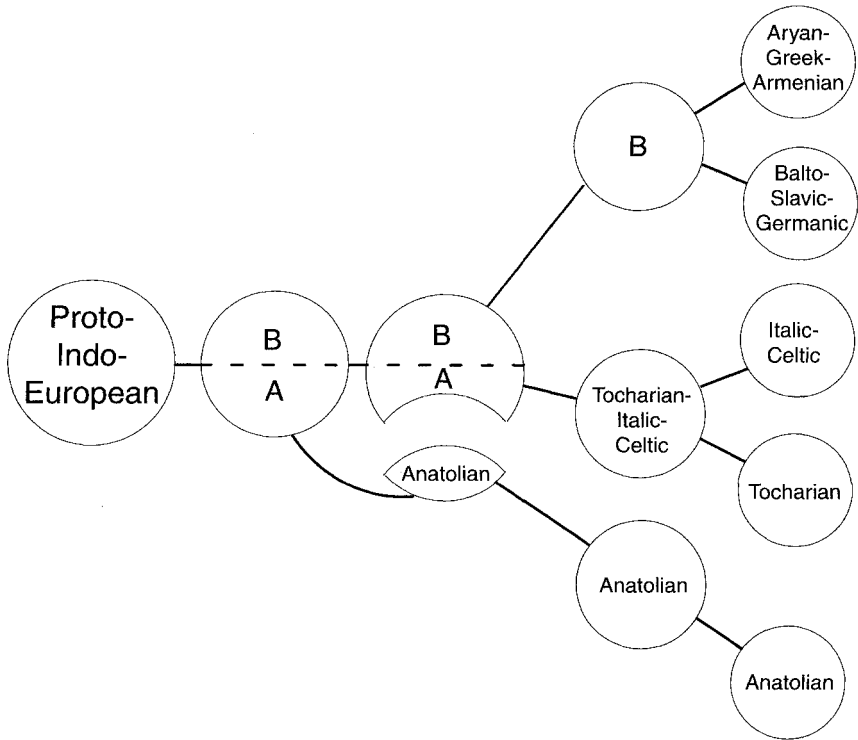 Aryan-
Greek-
Armenian
B
Balto-
Slavic-
Germanic
Proto-
Indo-
European
B
A
B
A
Italic-
Celtic
Tocharian-
Italic-
Celtic
Anatolian
Tocharian
Anatolian
Anatolian